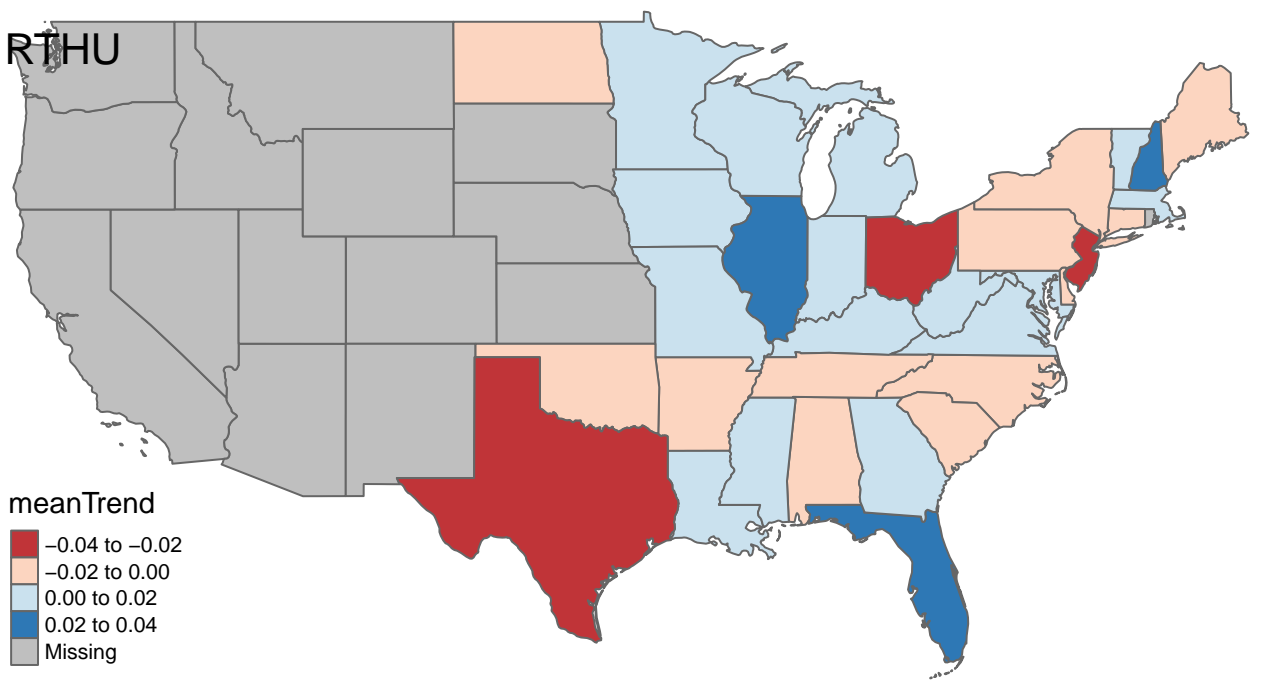 RTHU
meanTrend
−0.04 to −0.02
−0.02 to 0.00
0.00 to 0.02
0.02 to 0.04
Missing